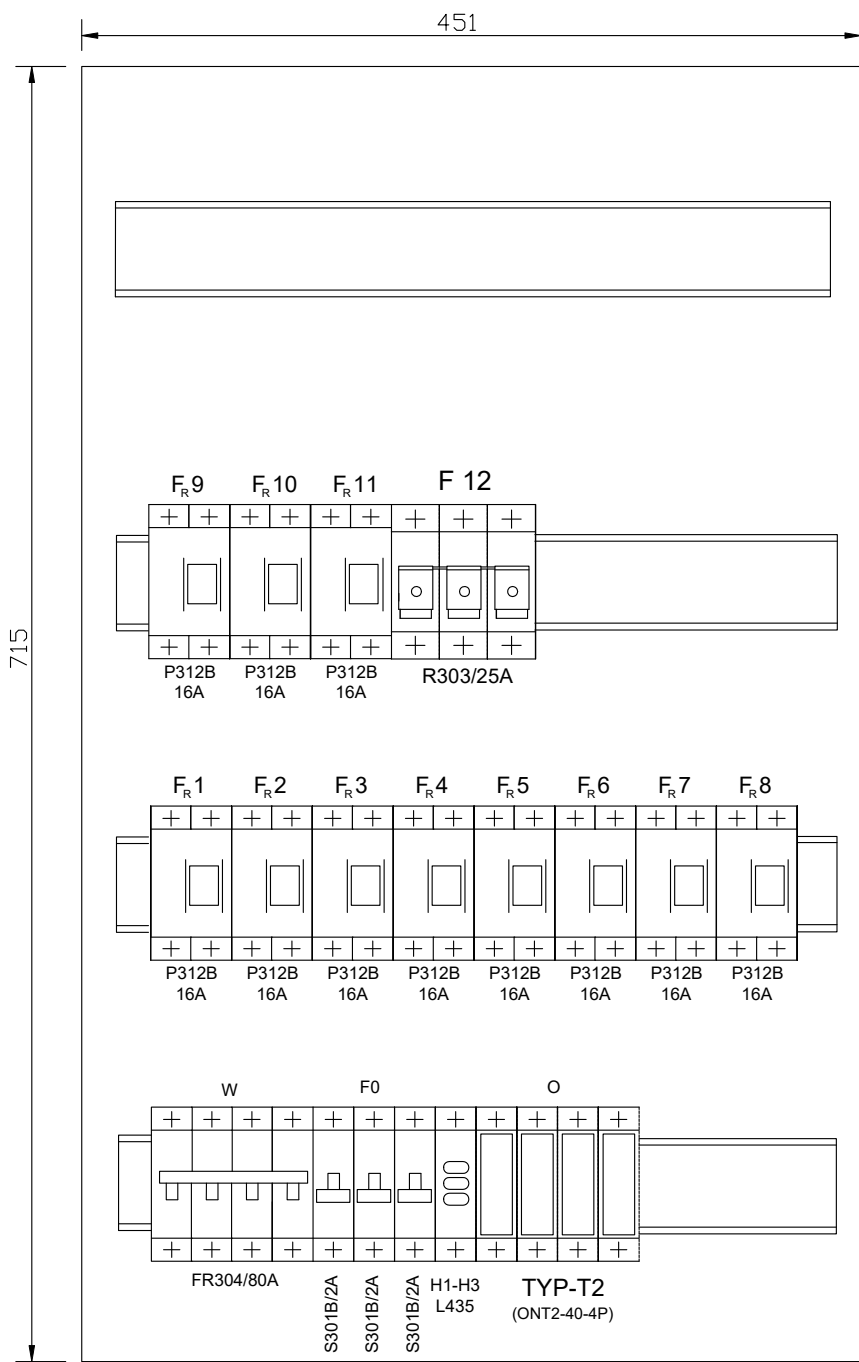 451
715
FR9 FR10 FR11 F 12
P312B P312B P312B R303/25A
16A 16A 16A
FR1 FR2 FR3 FR4 FR5 FR6 FR7 FR8
P312B P312B P312B P312B P312B P312B P312B P312B
16A 16A 16A 16A 16A 16A 16A 16A
W F0 O
FR304/80A
S301B/2A
S301B/2A
S301B/2A
H1-H3
L435
TYP-T2
(ONT2-40-4P)